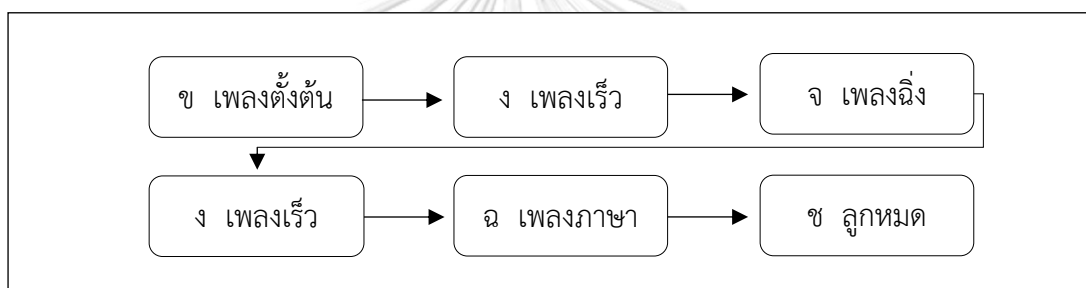 ข เพลงตั้งต้น
ง เพลงเร็ว
จ เพลงฉิ่ง
ง เพลงเร็ว
ฉ เพลงภาษา
ช ลูกหมด